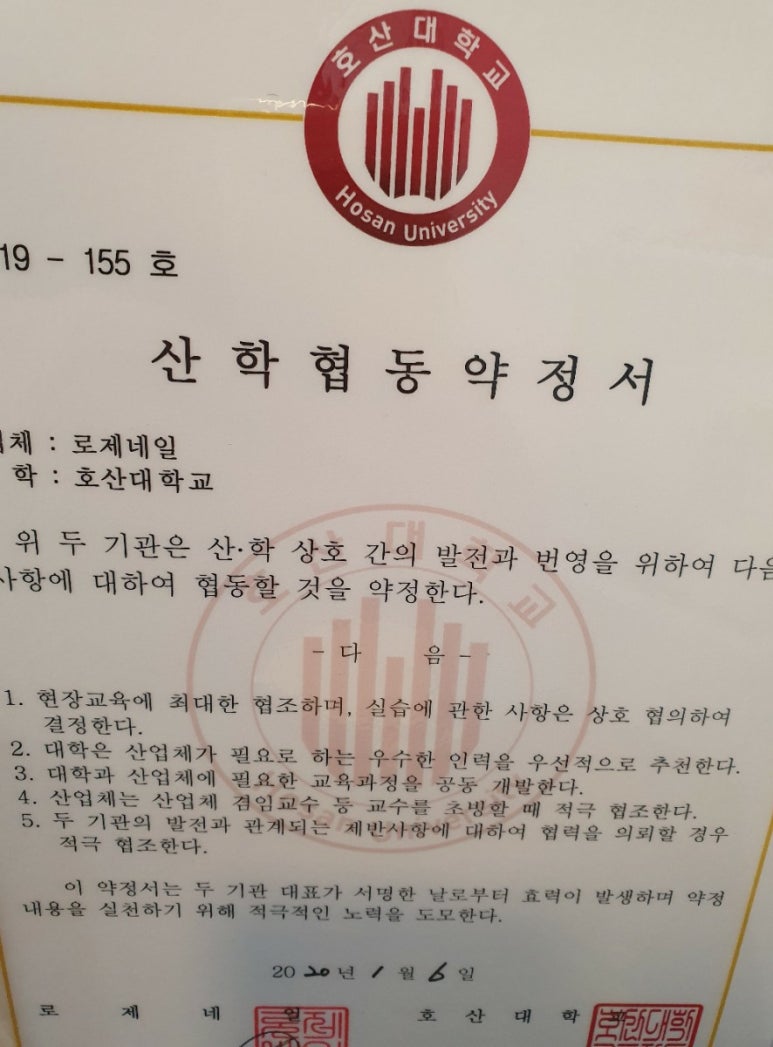 호산대학교
Hosan University
19 - 155 호
산학협동약정서
체 : 로제네일
학 : 호산대학교
위 두 기관은 산·학 상호 간의 발전과 번영을 위하여 다음
사항에 대하여 협동할 것을 약정한다.
- 다 음 -
1. 현장교육에 최대한 협조하며, 실습에 관한 사항은 상호 협의하여
결정한다.
2. 대학은 산업체가 필요로 하는 우수한 인력을 우선적으로 추천한다.
3. 대학과 산업체에 필요한 교육과정을 공동 개발한다.
4. 산업체는 산업체 겸임교수 등 교수를 초빙할 때 적극 협조한다.
5. 두 기관의 발전과 관계되는 제반사항에 대하여 협력을 의뢰할 경우
적극 협조한다.
이 약정서는 두 기관 대표가 서명한 날로부터 효력이 발생하며 약정
내용을 실천하기 위해 적극적인 노력을 도모한다.
2020년 1월 6일
로 제 네 일 호 산 대 학 교